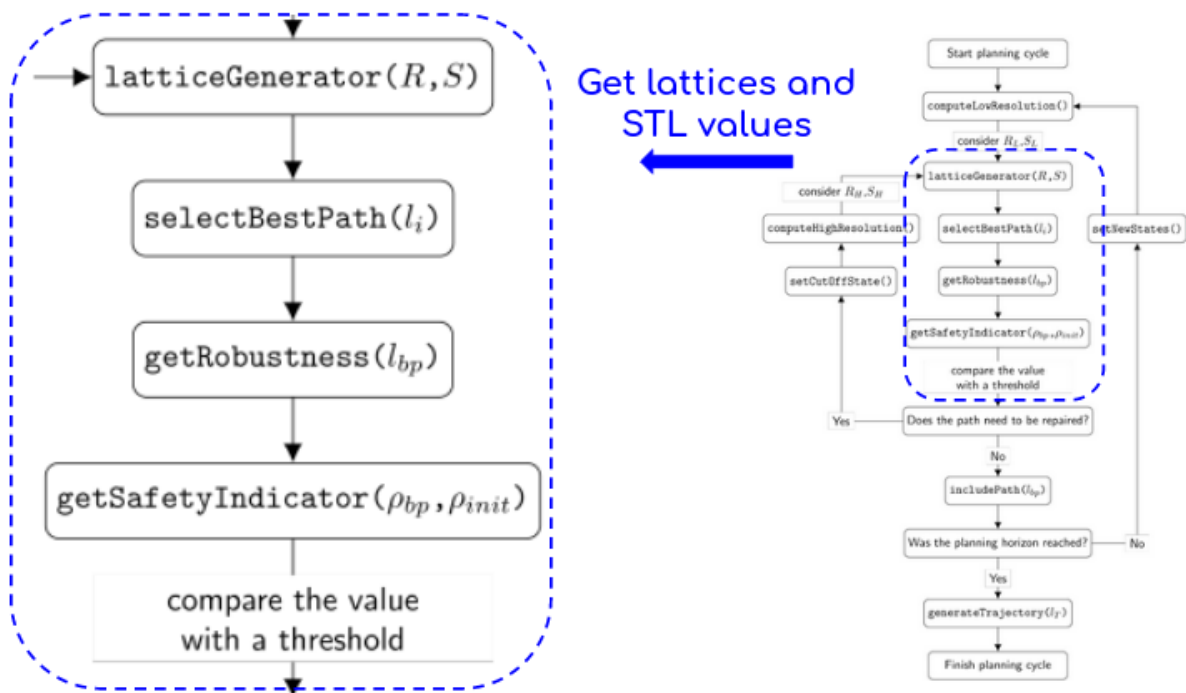 latticeGenerator(R,S)
selectBestPath(l_i)
getRobustness(l_bp)
getSafetyIndicator(ρ_bp,ρ_init)
compare the value
with a threshold
Get lattices and
STL values
Start planning cycle
computeLowResolution()
consider R_L,S_L
latticeGenerator(R,S)
consider R_H,S_H
computeHighResolution()
selectBestPath(l_i)
setNewStates()
setCutOffState()
getRobustness(l_bp)
getSafetyIndicator(ρ_bp,ρ_init)
compare the value
with a threshold
Yes
Does the path need to be repaired?
No
includePath(l_bp)
Was the planning horizon reached?
No
Yes
generateTrajectory(l_T)
Finish planning cycle